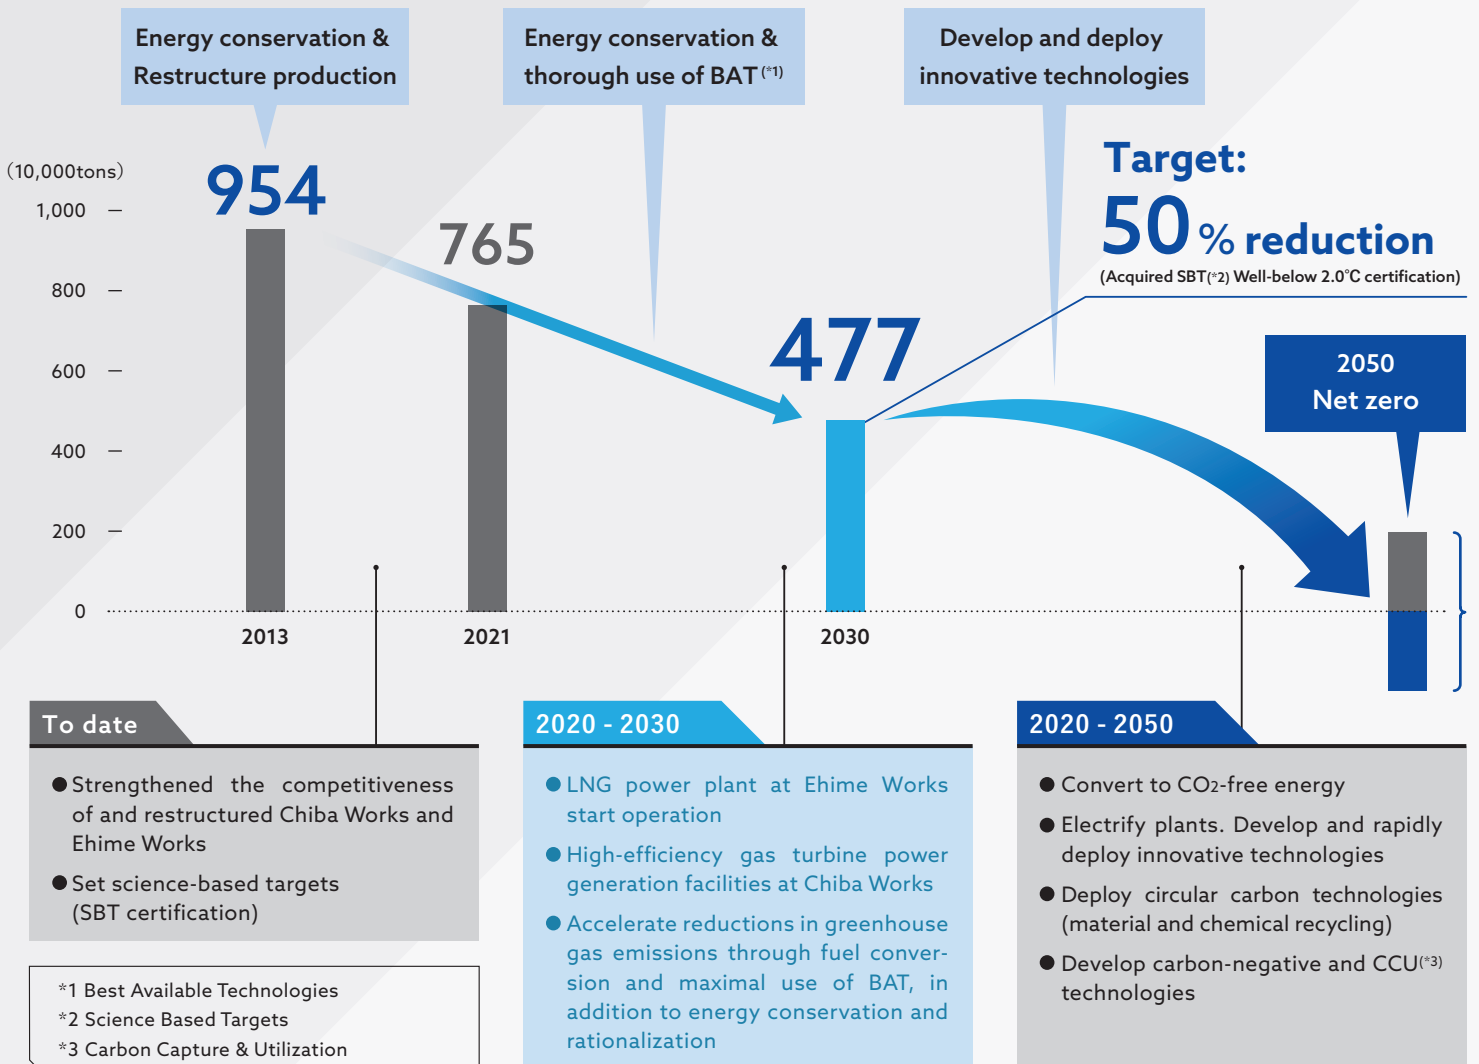 Energy conservation &
Restructure production
Energy conservation &
thorough use of BAT(*1)
Develop and deploy
innovative technologies
(10,000tons)
1,000
800
600
400
200
0
954
765
477
Target:
50% reduction
(Acquired SBT(*2) Well-below 2.0℃ certification)
2050
Net zero
2013
2021
2030
To date
● Strengthened the competitiveness
of and restructured Chiba Works and
Ehime Works
● Set science-based targets
(SBT certification)
*1 Best Available Technologies
*2 Science Based Targets
*3 Carbon Capture & Utilization
2020 - 2030
● LNG power plant at Ehime Works
start operation
● High-efficiency gas turbine power
generation facilities at Chiba Works
● Accelerate reductions in greenhouse
gas emissions through fuel conver-
sion and maximal use of BAT, in
addition to energy conservation and
rationalization
2020 - 2050
● Convert to CO2-free energy
● Electrify plants. Develop and rapidly
deploy innovative technologies
● Deploy circular carbon technologies
(material and chemical recycling)
● Develop carbon-negative and CCU(*3)
technologies